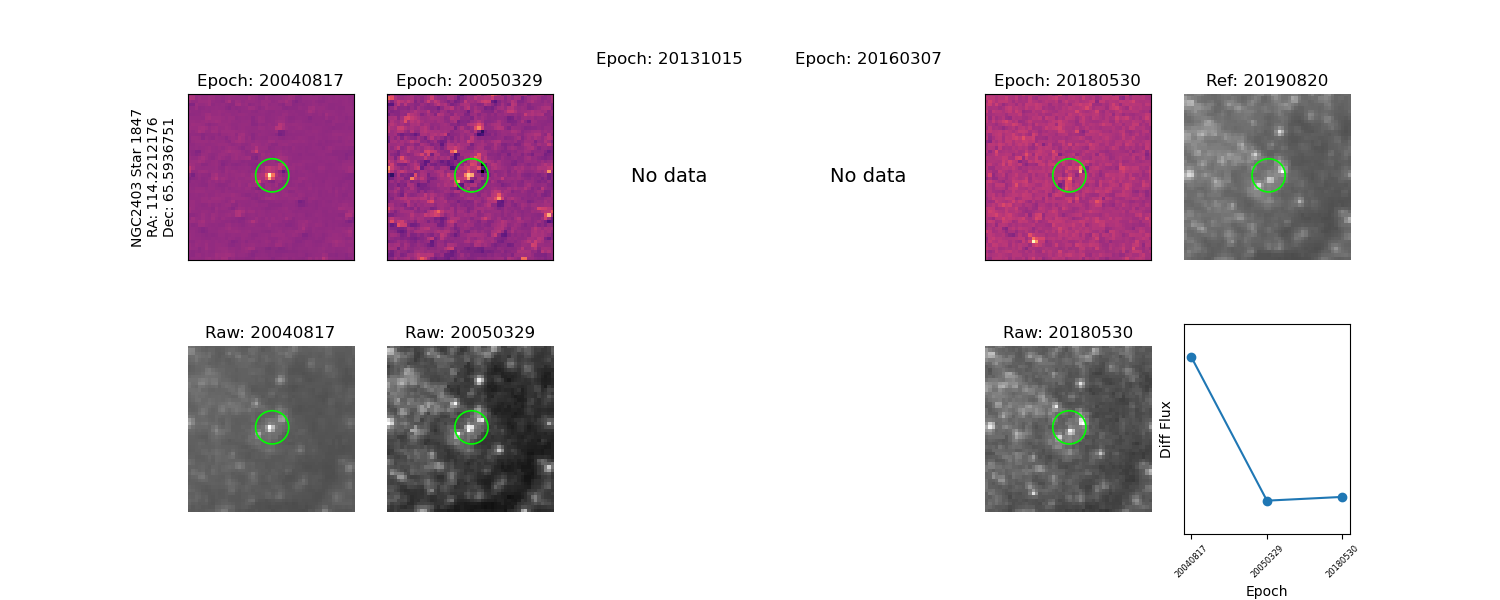 Epoch: 20131015
Epoch: 20160307
Epoch: 20040817
Epoch: 20050329
Epoch: 20180530
Ref: 20190820
NGC2403 Star 1847
RA: 114.2212176
Dec: 65.5936751
No data
No data
Raw: 20040817
Raw: 20050329
Raw: 20180530
Diff Flux
20040817
20050329
20180530
Epoch